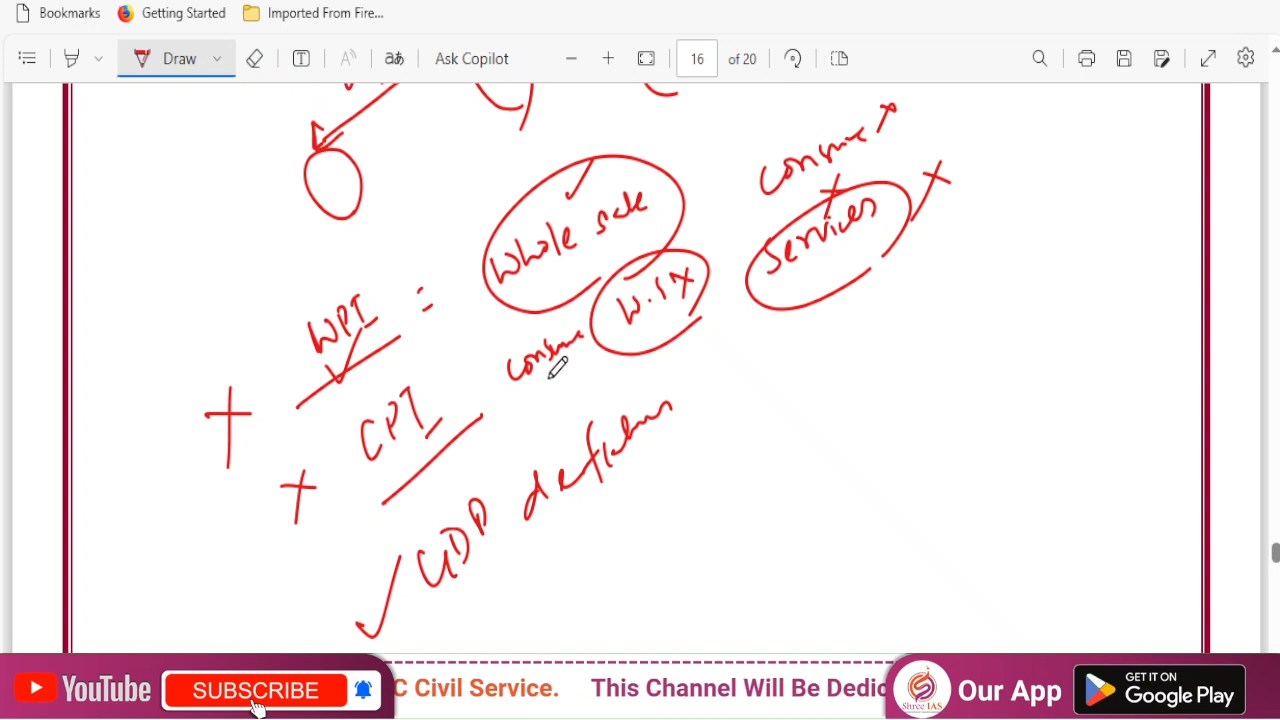 Bookmarks Getting Started Imported From Fire...
Draw Ask Copilot 16 of 20
consume
services
Whole sale
WPI =
W.S
consume
CPI
GDP deflator
YouTube SUBSCRIBE C Civil Service. This Channel Will Be Dedic Shree IAS Our App GET IT ON Google Play